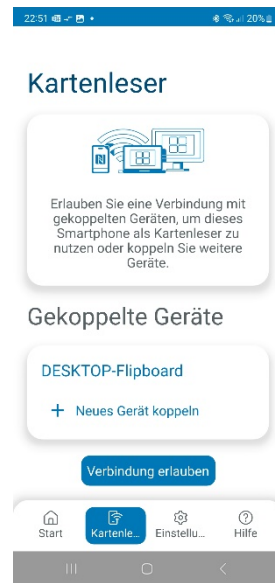 22:51 20%
Kartenleser
Erlauben Sie eine Verbindung mit
gekoppelten Geräten, um dieses
Smartphone als Kartenleser zu
nutzen oder koppeln Sie weitere
Geräte.
Gekoppelte Geräte
DESKTOP-Flipboard
+ Neues Gerät koppeln
Verbindung erlauben
Start Kartenle... Einstellu... Hilfe